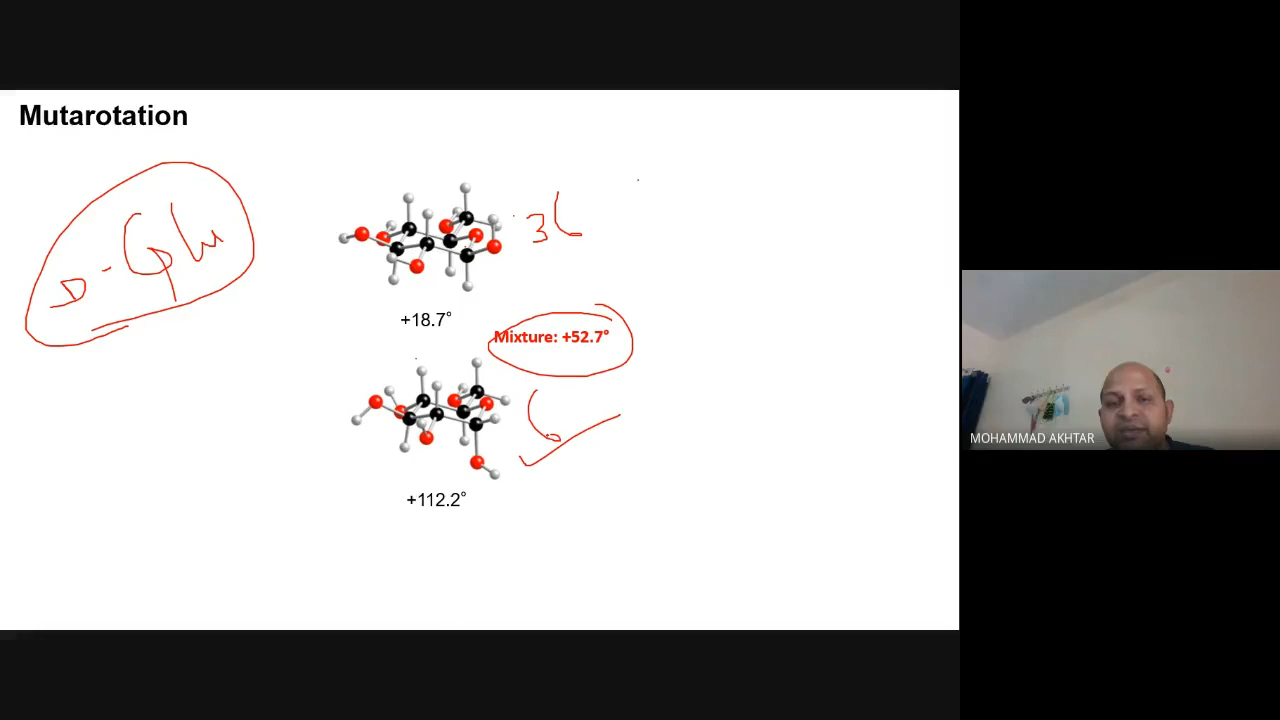 Mutarotation
D-Glu
+18.7°
Mixture: +52.7°
+112.2°
MOHAMMAD AKHTAR